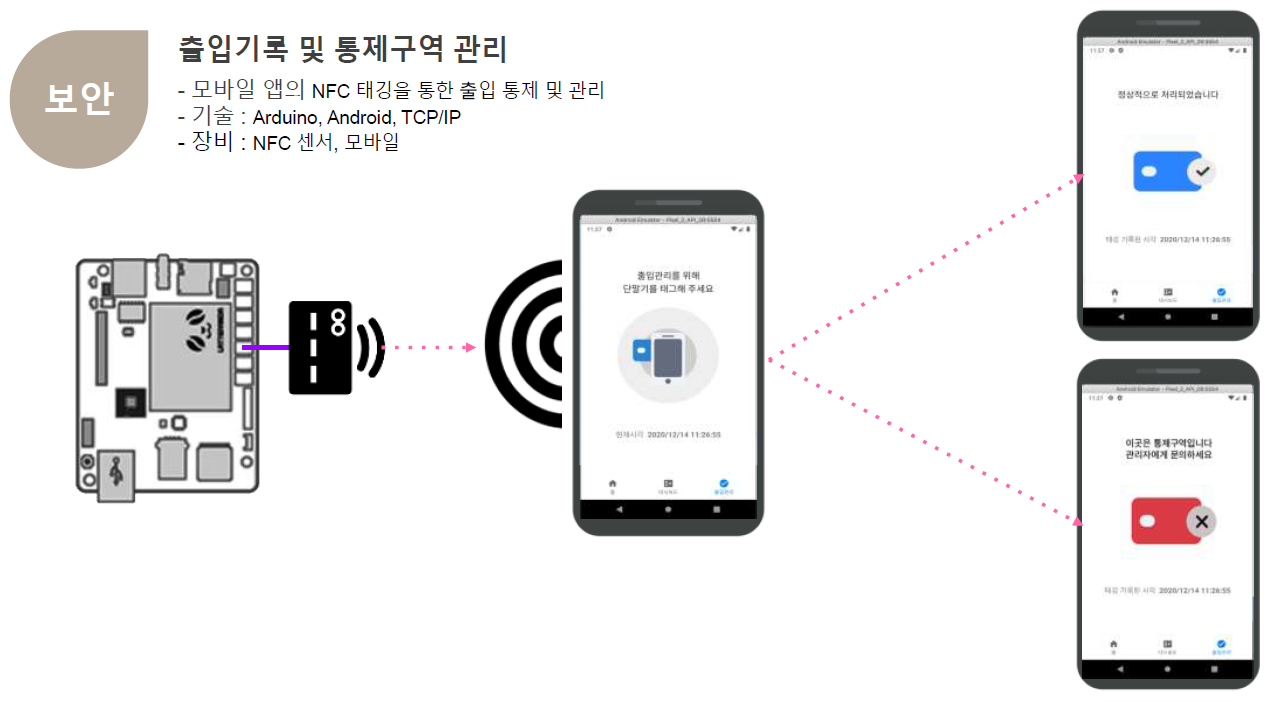 보안
출입기록 및 통제구역 관리
- 모바일 앱의 NFC 태깅을 통한 출입 통제 및 관리
- 기술 : Arduino, Android, TCP/IP
- 장비 : NFC 센서, 모바일
Android Emulator - Pixel_2_API_28:5554
11:27
출입관리를 위해
단말기를 태그해 주세요
현재시각 2020/12/14 11:26:55
홈
대시보드
출입관리
Android Emulator - Pixel_2_API_28:5554
11:27
정상적으로 처리되었습니다
태깅 기록된 시각 2020/12/14 11:26:55
홈
대시보드
출입관리
Android Emulator - Pixel_2_API_28:5554
11:27
이곳은 통제구역입니다
관리자에게 문의하세요
태깅 기록된 시각 2020/12/14 11:26:55
홈
대시보드
출입관리